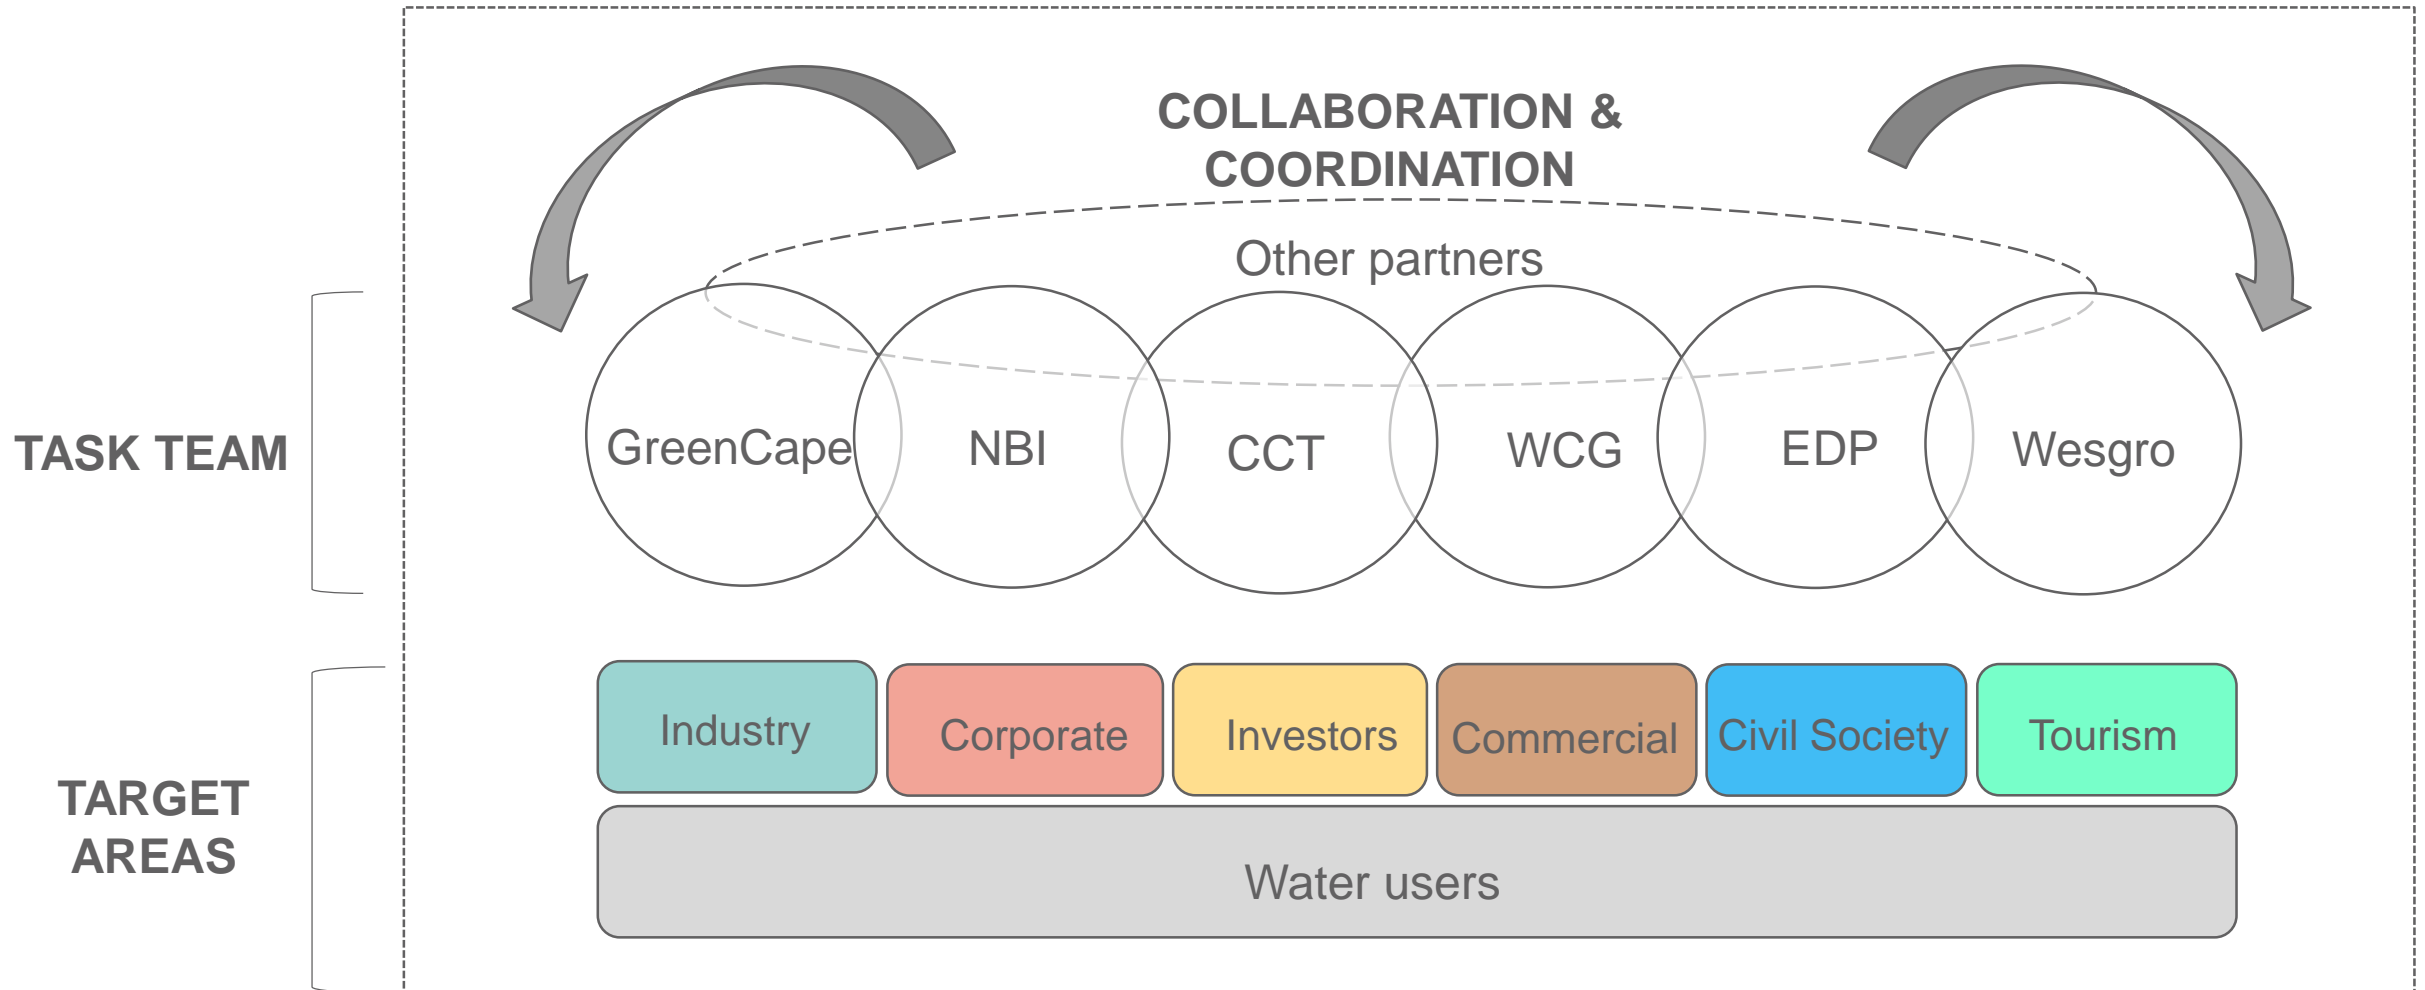 COLLABORATION &
COORDINATION
Other partners
TASK TEAM
GreenCape
NBI
CCT
WCG
EDP
Wesgro
TARGET
AREAS
Industry
Corporate
Investors
Commercial
Civil Society
Tourism
Water users